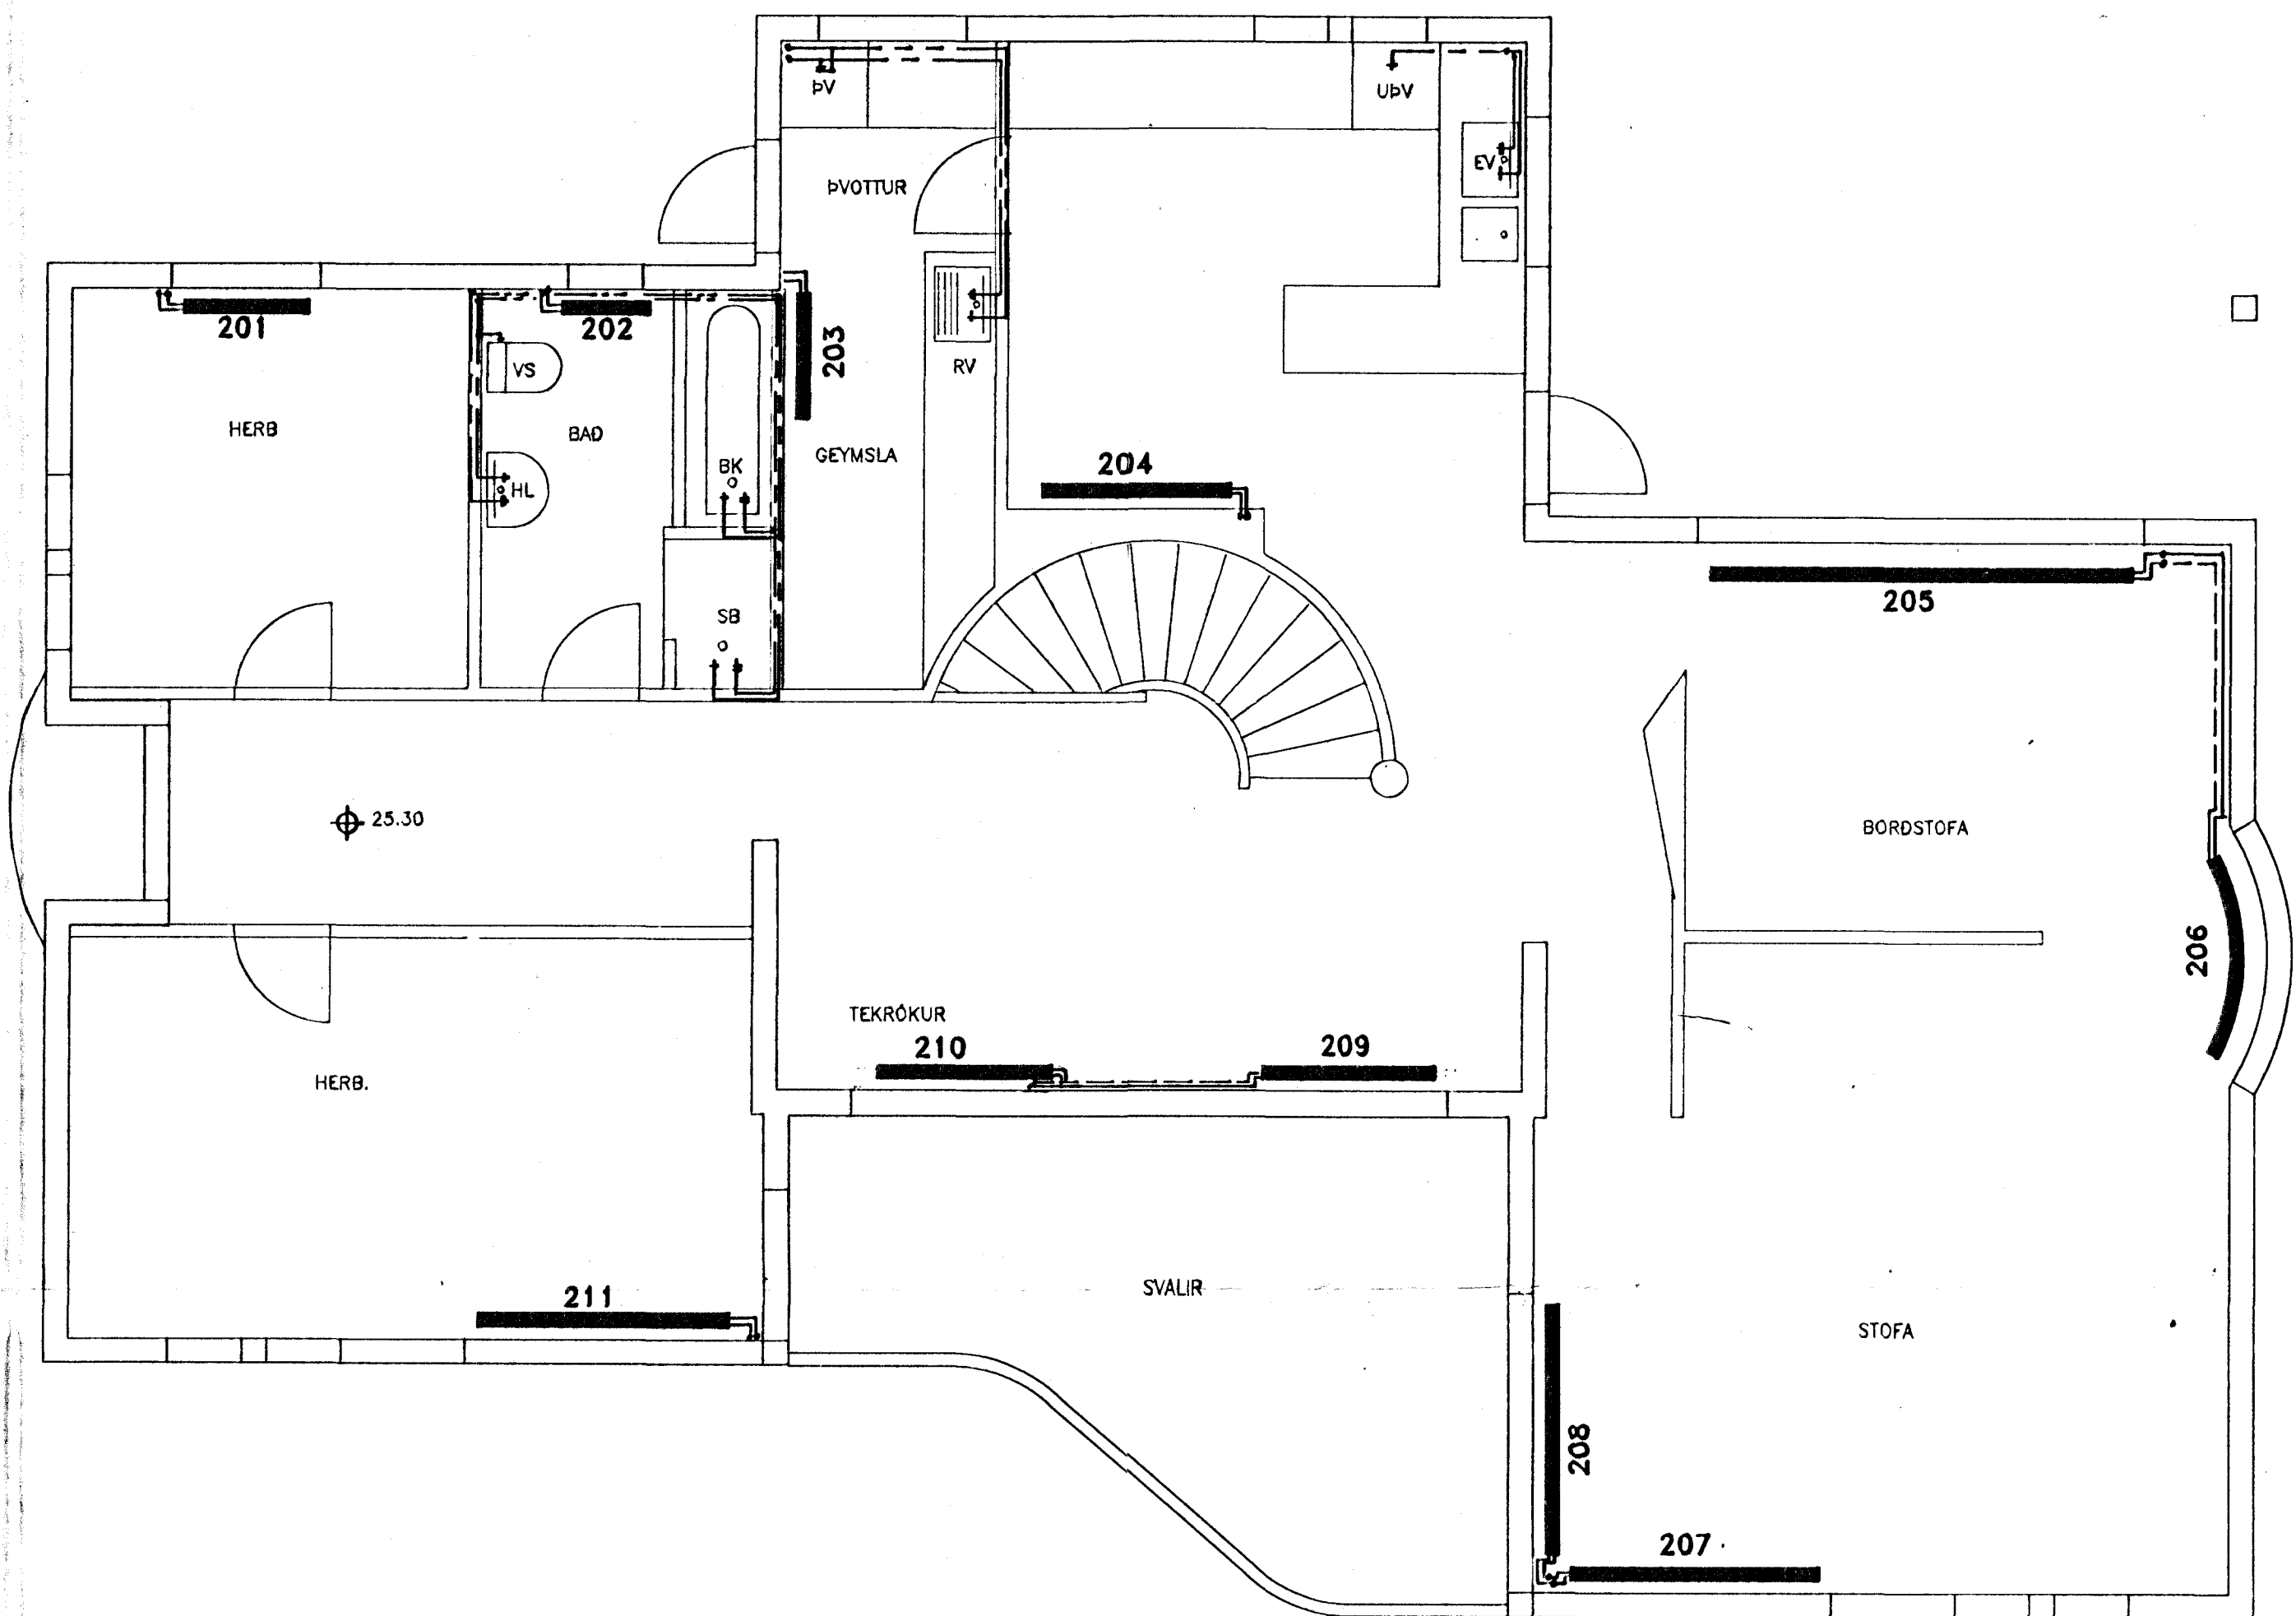 ÞV
UÞV
EV
ÞVOTTUR
201
202
203
VS
RV
HERB
BAÐ
GEYMSLA
BK
204
HL
205
SB
25.30
BORÐSTOFA
206
TEKRÓKUR
210
209
HERB.
211
SVALIR
STOFA
208
207